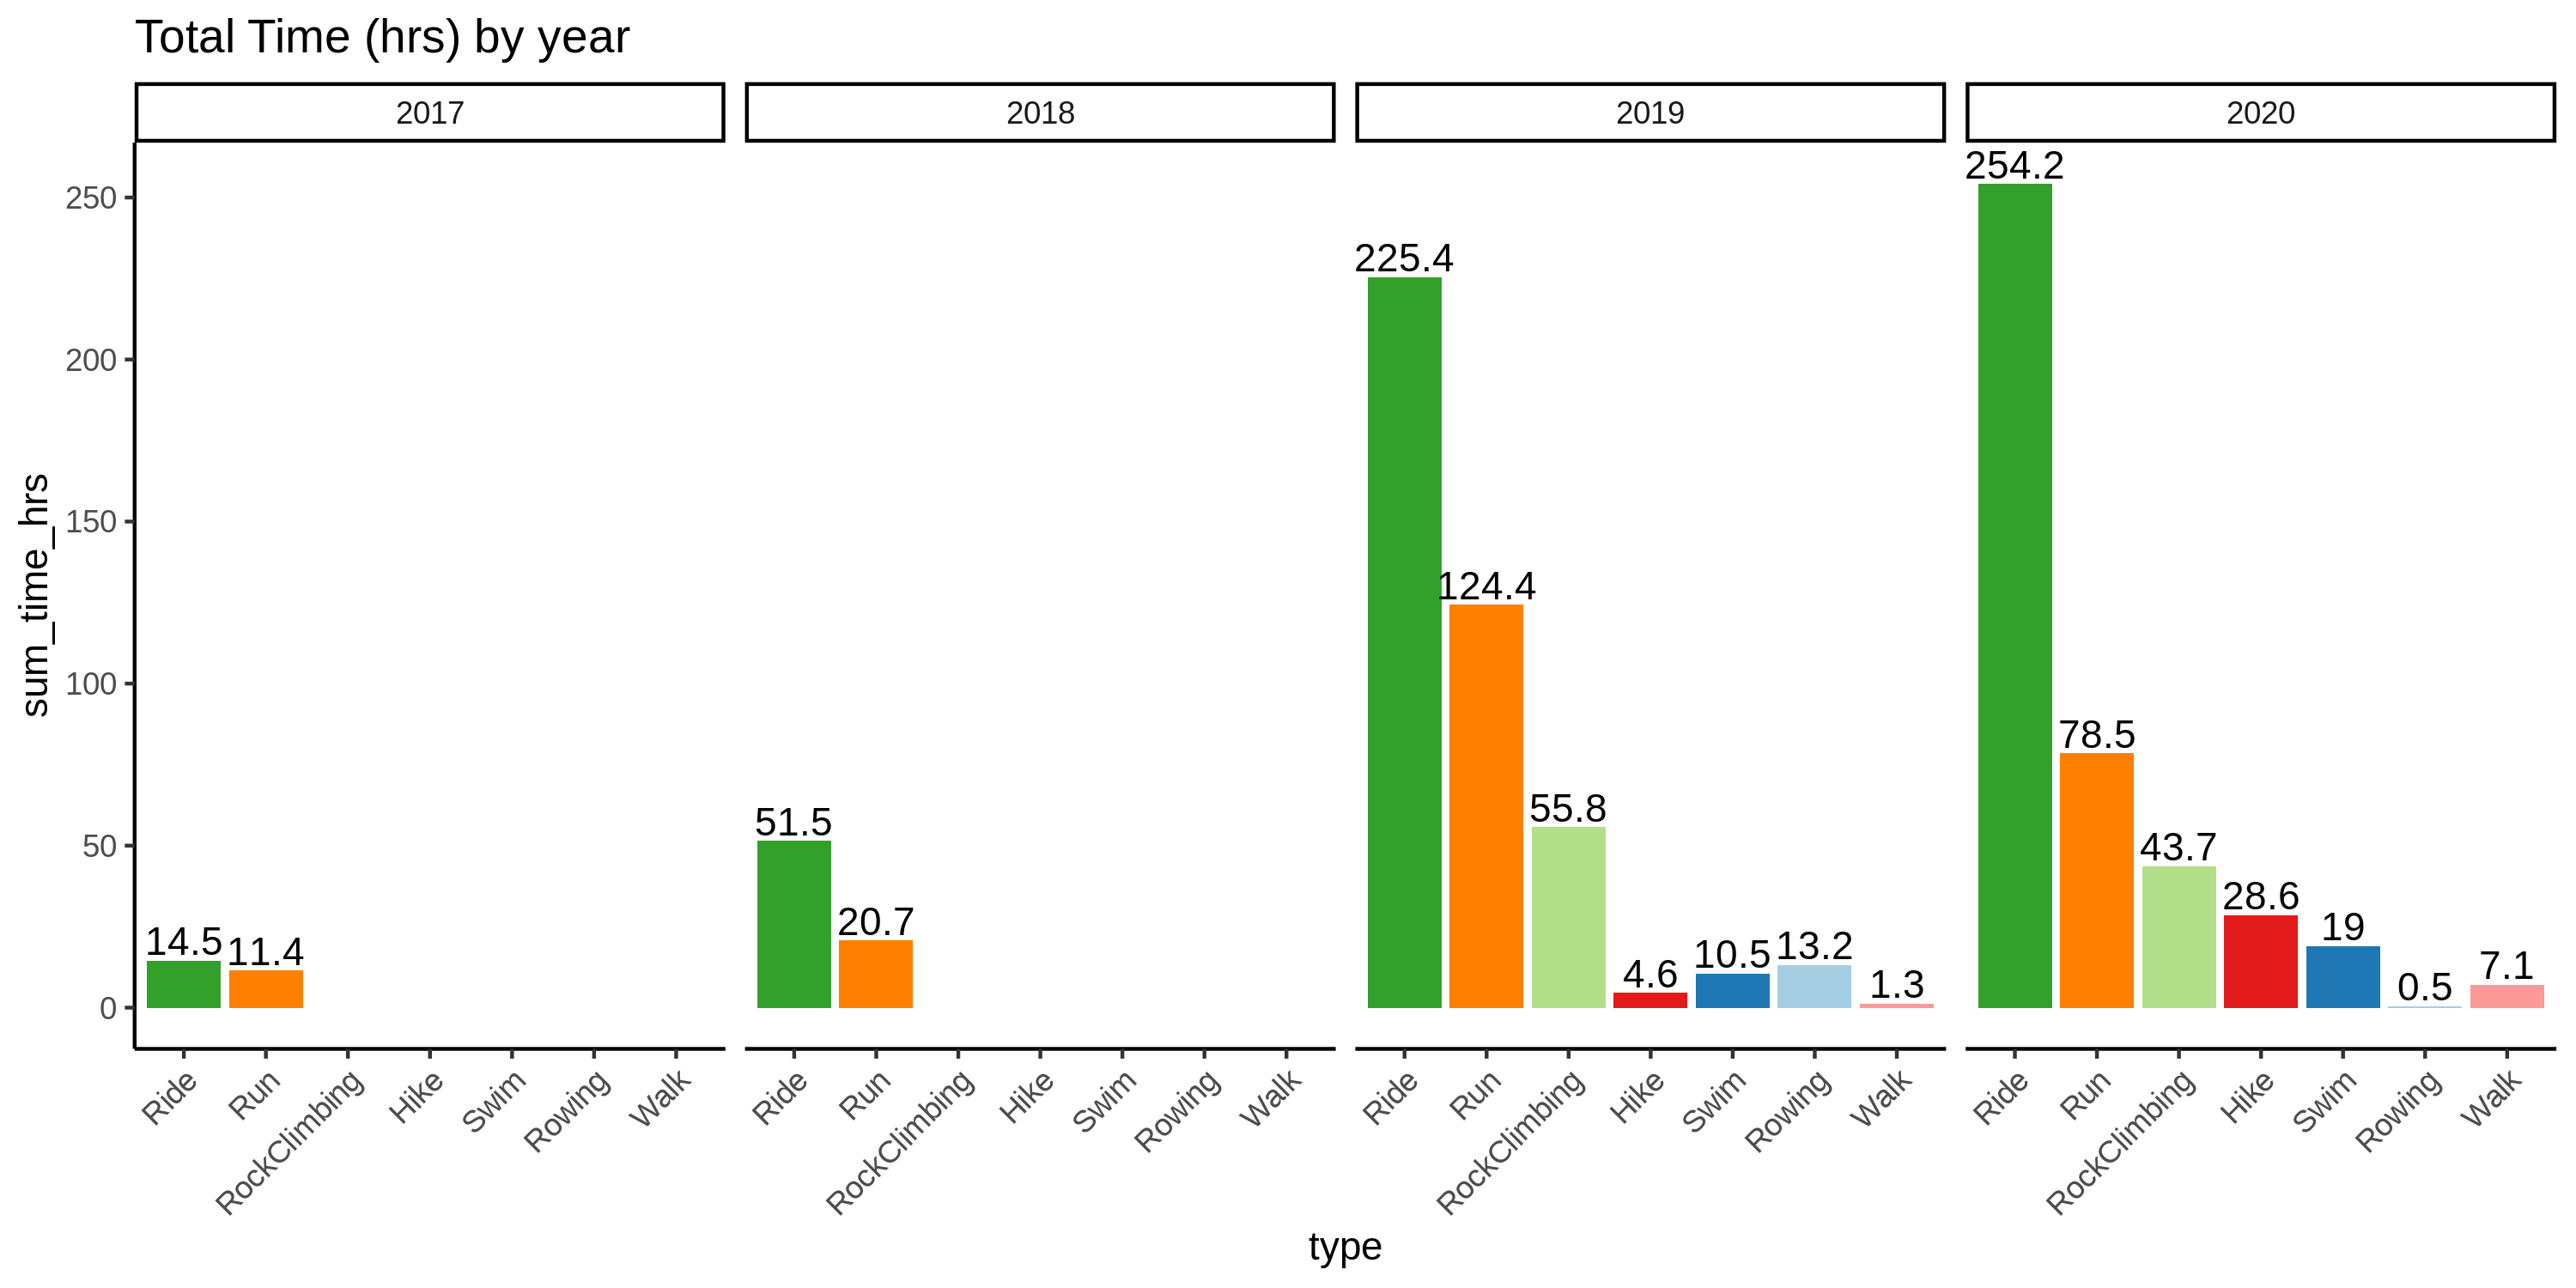 Total Time (hrs) by year
2017 2018 2019 2020
sum_time_hrs
250
200
150
100
50
0
14.5 11.4
51.5 20.7
225.4 124.4 55.8 4.6 10.5 13.2 1.3
254.2 78.5 43.7 28.6 19 0.5 7.1
Ride Run RockClimbing Hike Swim Rowing Walk
Ride Run RockClimbing Hike Swim Rowing Walk
Ride Run RockClimbing Hike Swim Rowing Walk
Ride Run RockClimbing Hike Swim Rowing Walk
type